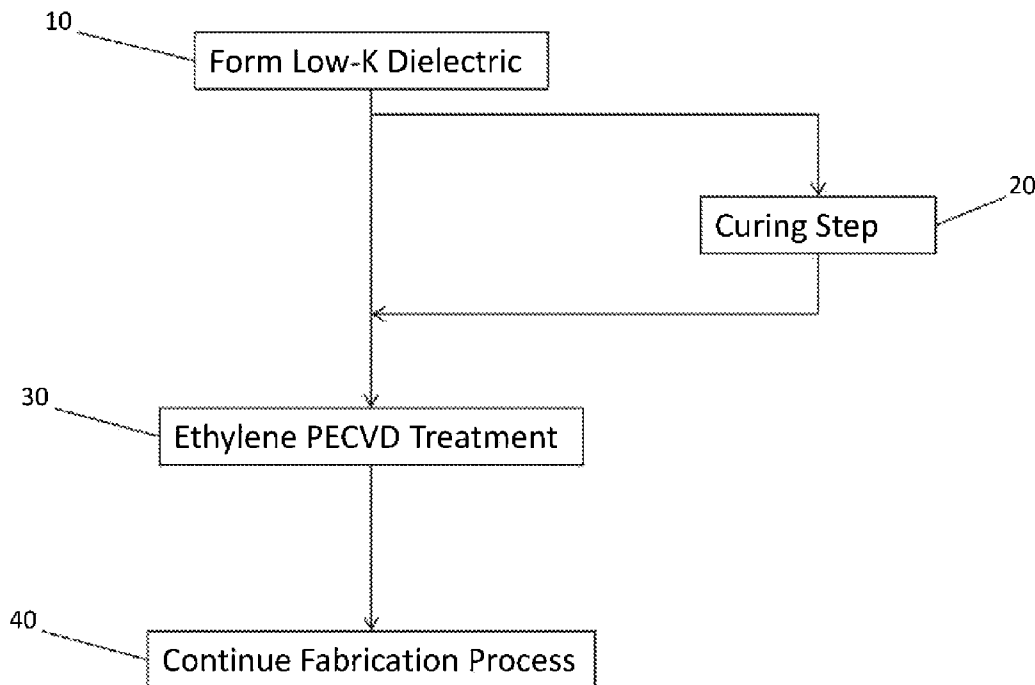 10
Form Low-K Dielectric
20
Curing Step
30
Ethylene PECVD Treatment
40
Continue Fabrication Process